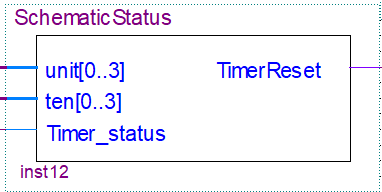 SchematicStatus
unit[0..3] TimerReset
ten[0..3]
Timer_status
inst12